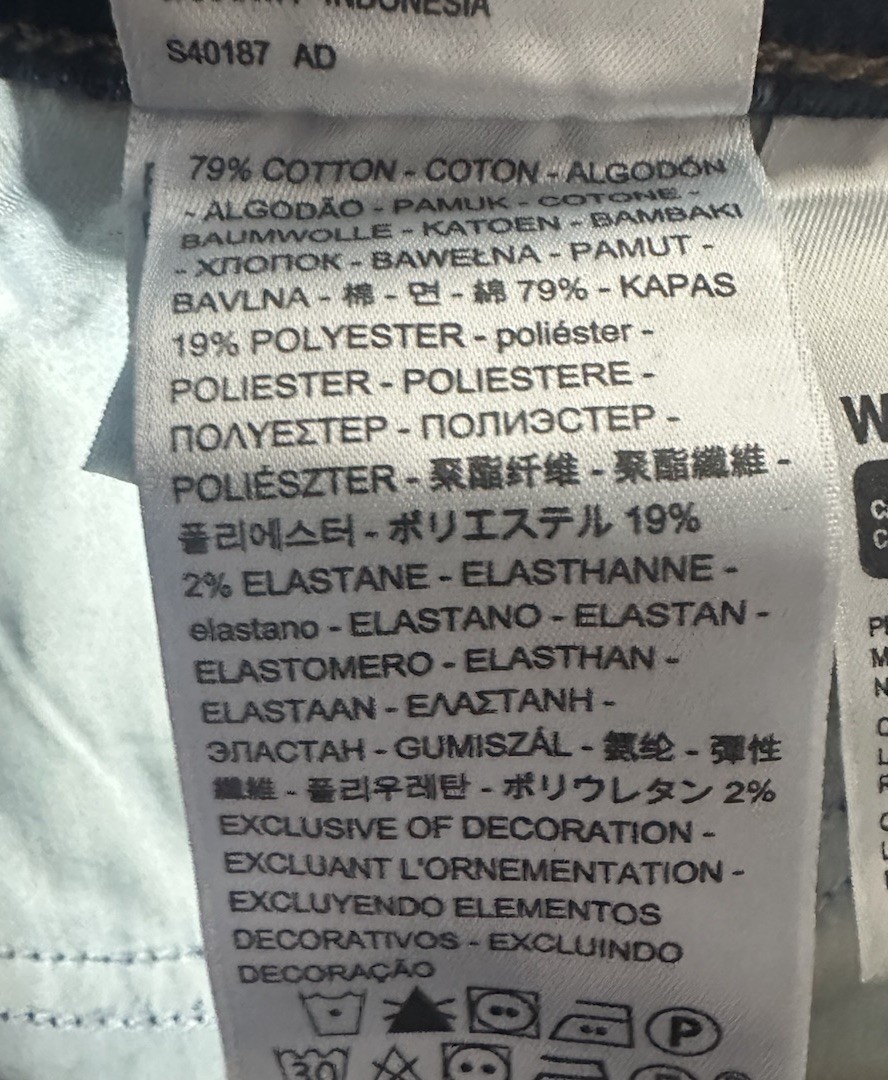 INDONESIA
S40187 AD
79% COTTON - COTON - ALGODÓN
- ALGODÃO - PAMUK - COTONE -
BAUMWOLLE - KATOEN - BAMBAKI
- ХЛОПОК - BAWEŁNA - PAMUT -
BAVLNA - 棉 - 면 - 綿 79% - KAPAS
19% POLYESTER - poliéster -
POLIESTER - POLIESTERE -
ΠΟΛΥΕΣΤΕΡ - ПОЛИЭСТЕР -
POLIÉSZTER - 聚酯纤维 - 聚酯纖維 -
폴리에스터 - ポリエステル 19%
2% ELASTANE - ELASTHANNE -
elastano - ELASTANO - ELASTAN -
ELASTOMERO - ELASTHAN -
ELASTAAN - ΕΛΑΣΤΑΝΗ -
ЭЛАСТАН - GUMISZÁL - 氨纶 - 彈性
纖維 - 폴리우레탄 - ポリウレタン 2%
EXCLUSIVE OF DECORATION -
EXCLUANT L'ORNEMENTATION -
EXCLUYENDO ELEMENTOS
DECORATIVOS - EXCLUINDO
DECORAÇÃO
P
30
W